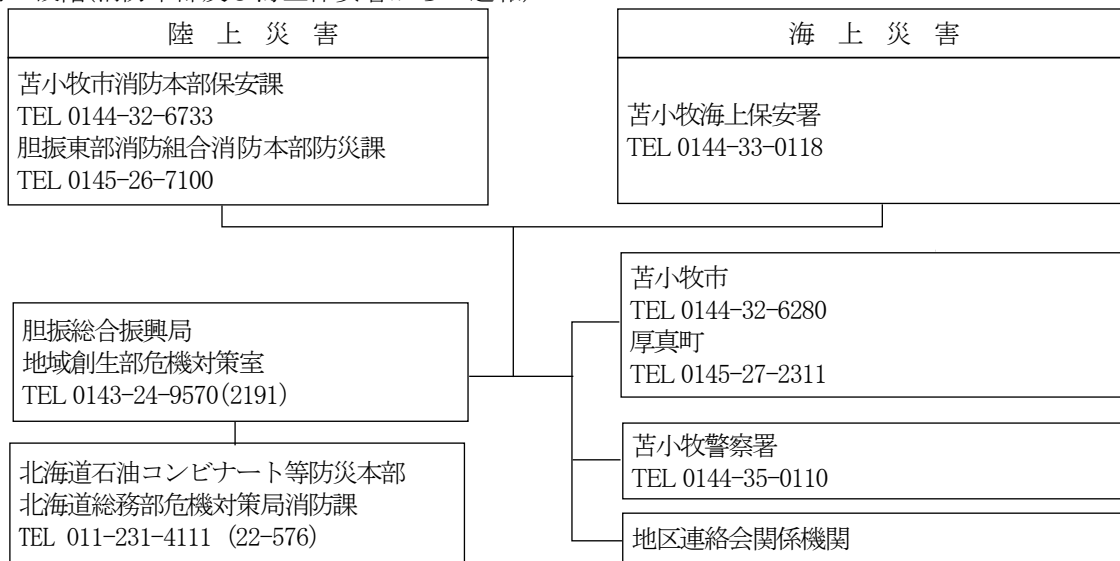 陸上災害
苫小牧市消防本部保安課
TEL 0144-32-6733
胆振東部消防組合消防本部防災課
TEL 0145-26-7100
海上災害
苫小牧海上保安署
TEL 0144-33-0118
胆振総合振興局
地域創生部危機対策室
TEL 0143-24-9570(2191)
北海道石油コンビナート等防災本部
北海道総務部危機対策局消防課
TEL 011-231-4111 (22-576)
苫小牧市
TEL 0144-32-6280
厚真町
TEL 0145-27-2311
苫小牧警察署
TEL 0144-35-0110
地区連絡会関係機関